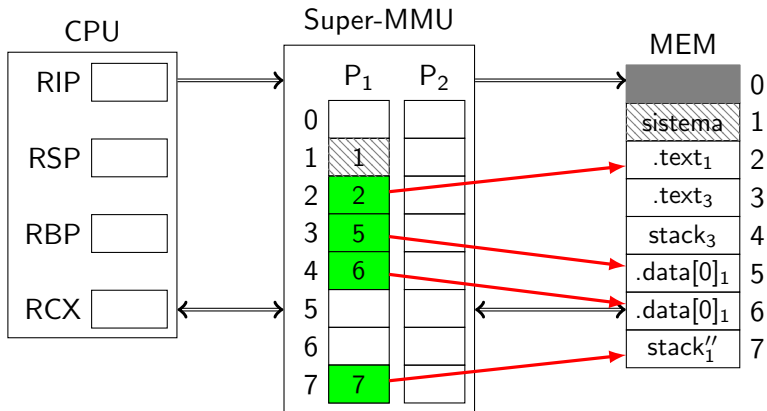 CPU
RIP
RSP
RBP
RCX
Super-MMU
P₁ P₂
0
1 1
2 2
3 5
4 6
5
6
7 7
MEM
0
sistema 1
.text₁ 2
.text₃ 3
stack₃ 4
.data[0]₁ 5
.data[0]₁ 6
stack″₁ 7